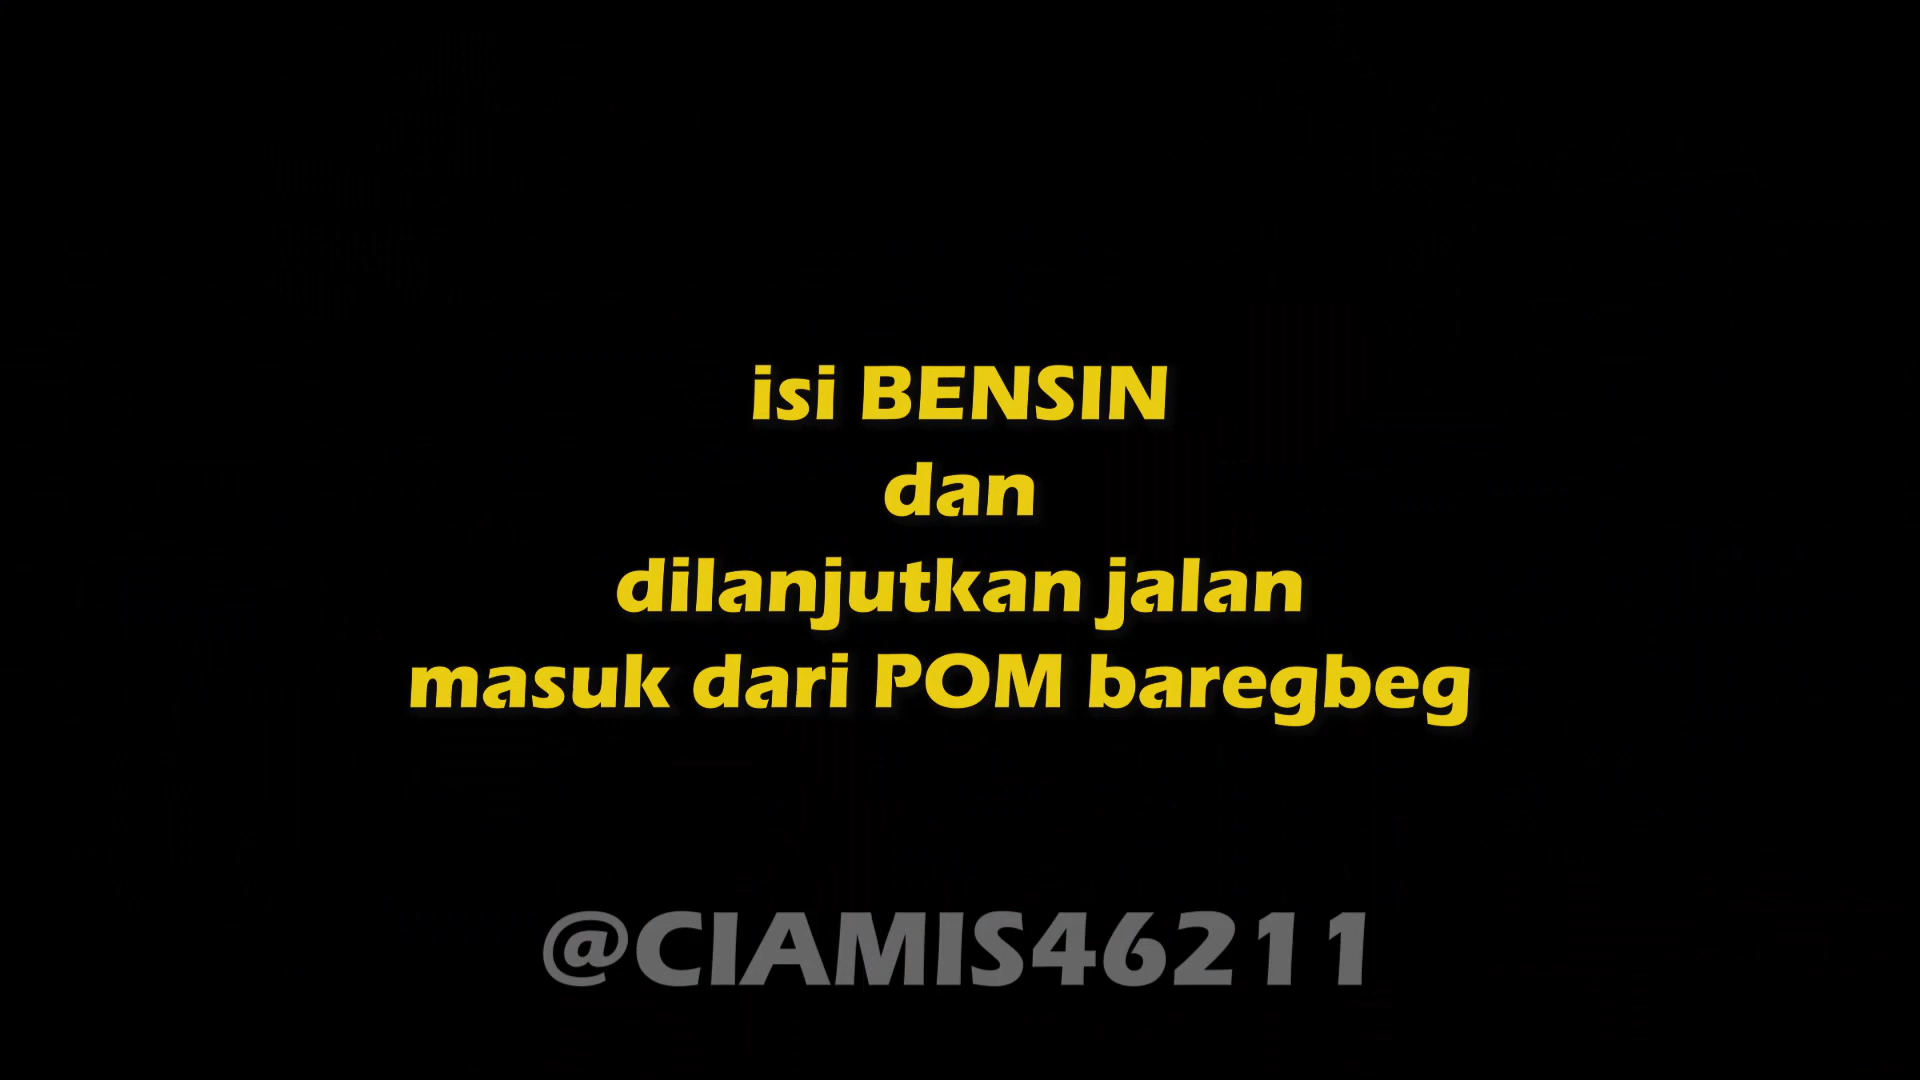 isi BENSIN
dan
dilanjutkan jalan
masuk dari POM baregbeg
@CIAMIS46211